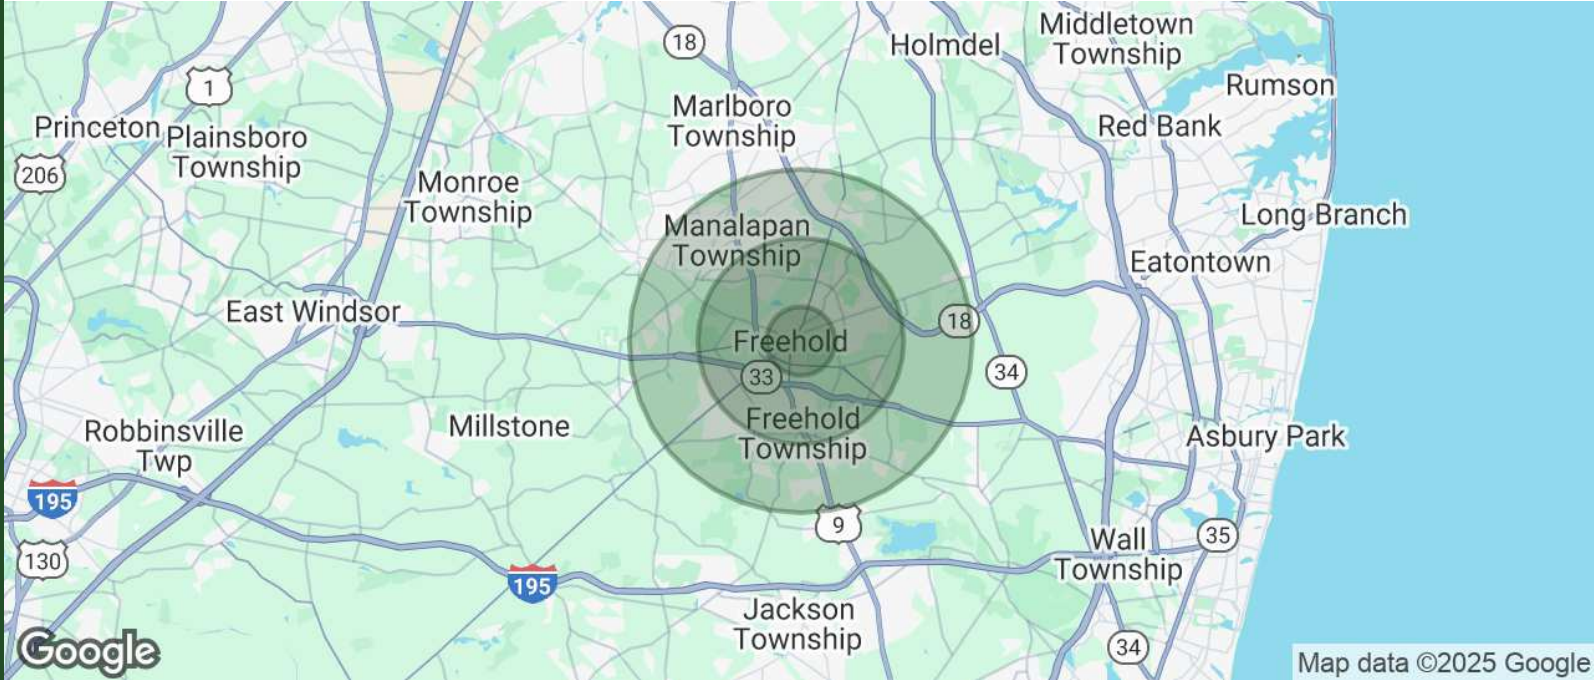 18
Holmdel
Middletown
Township
1
Rumson
Marlboro
Township
Princeton
Plainsboro
Township
Red Bank
206
Monroe
Township
Manalapan
Township
Long Branch
Eatontown
East Windsor
18
Freehold
34
33
Millstone
Freehold
Township
Robbinsville
Twp
Asbury Park
195
9
35
Wall
Township
130
195
Jackson
Township
34
Google
Map data ©2025 Google